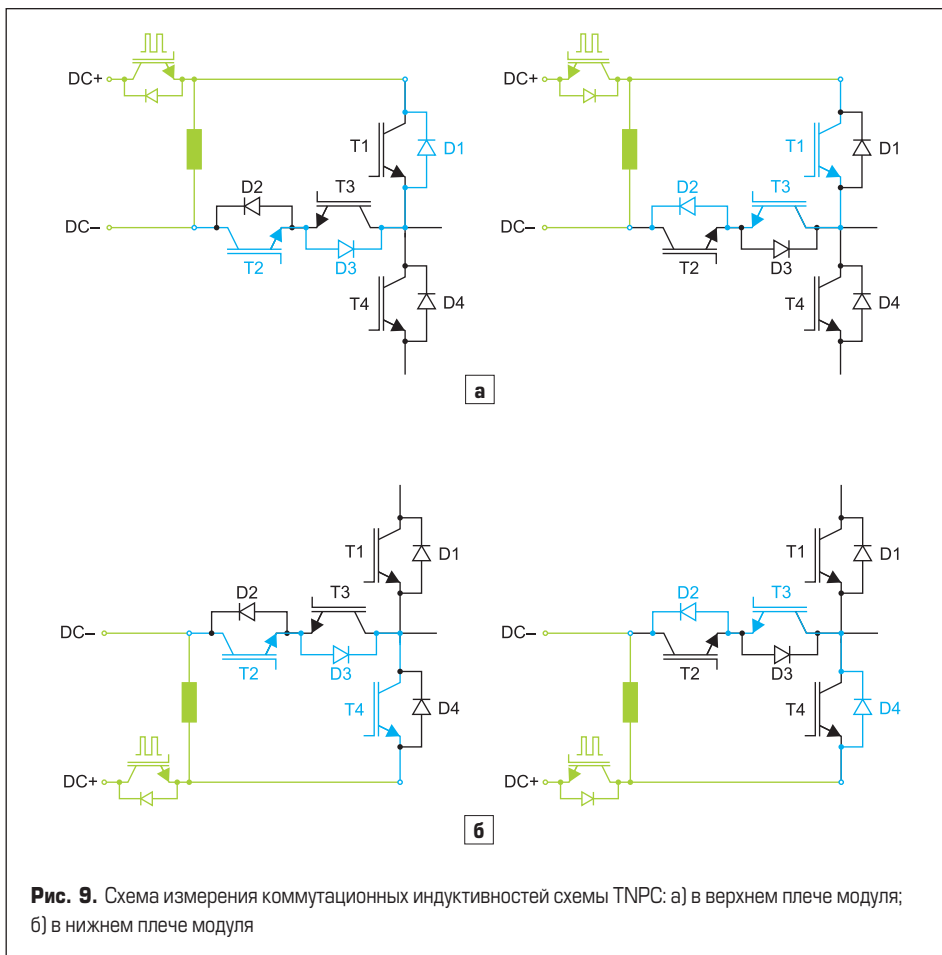 DC+
T1
D1
D2
T3
DC–
T2
D3
T4
D4
DC+
T1
D1
D2
T3
DC–
T2
D3
T4
D4
а
T1
D1
D2
T3
DC–
T2
D3
T4
D4
DC+
T1
D1
D2
T3
DC–
T2
D3
T4
D4
DC+
б
Рис. 9. Схема измерения коммутационных индуктивностей схемы TNPC: а) в верхнем плече модуля;
б) в нижнем плече модуля